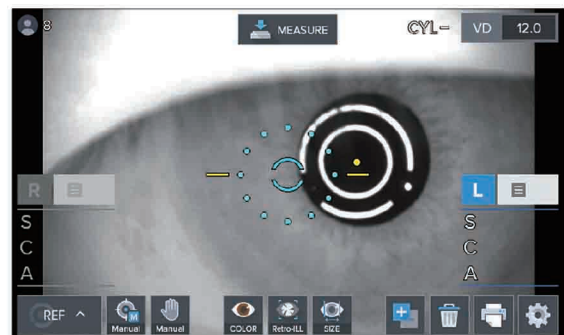 8
MEASURE
CYL−
VD 12.0
R
L
S
C
A
S
C
A
REF
M
Manual
Manual
COLOR
Retro-ILL
SIZE